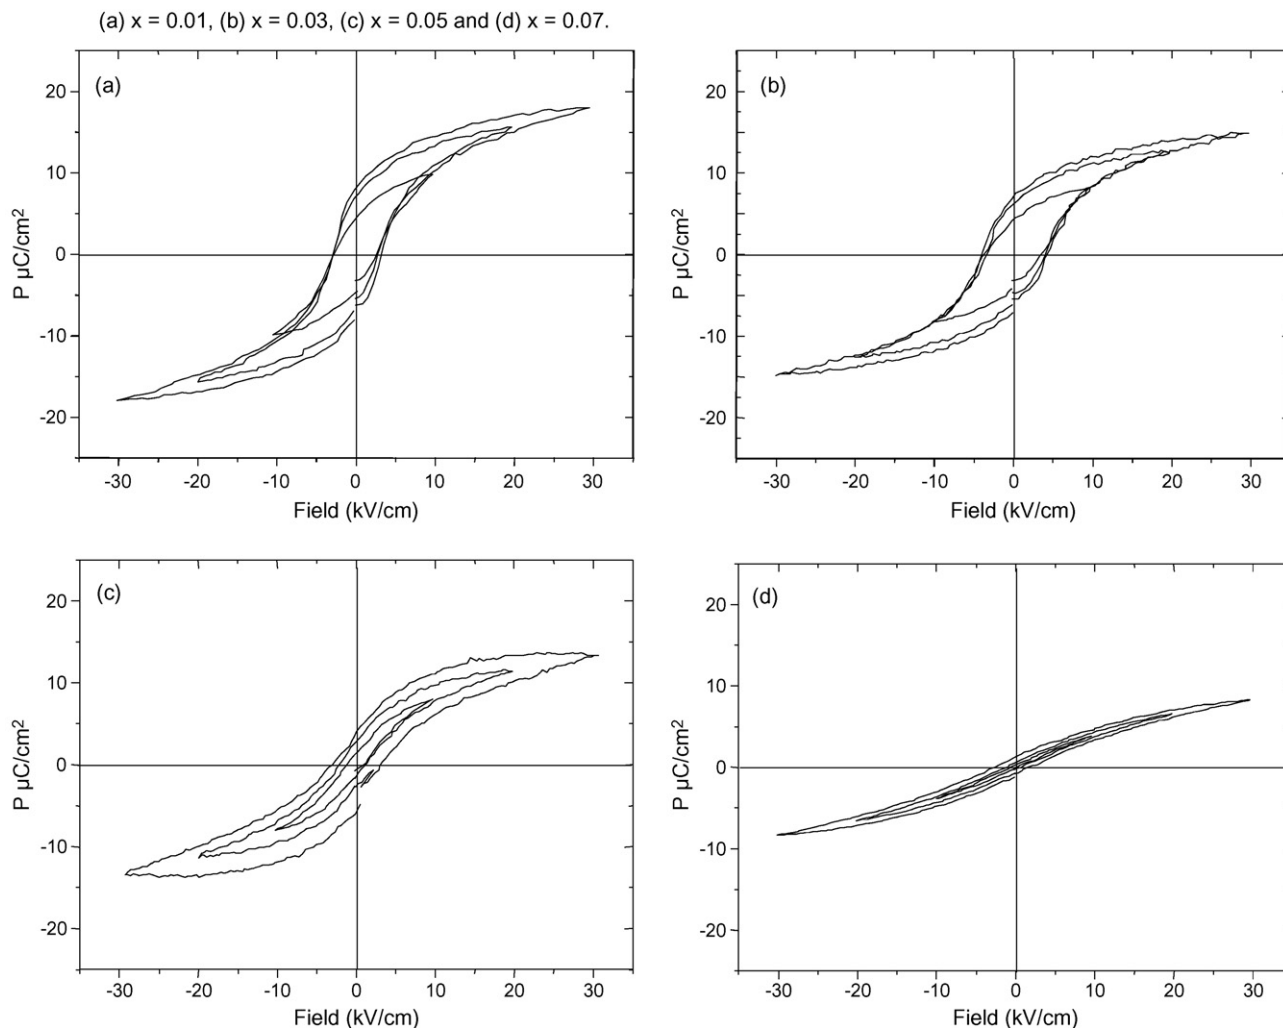 (a) x = 0.01, (b) x = 0.03, (c) x = 0.05 and (d) x = 0.07.
(a)
20
10
0
-10
-20
P µC/cm²
-30 -20 -10 0 10 20 30
Field (kV/cm)
(b)
20
10
0
-10
-20
P µC/cm²
-30 -20 -10 0 10 20 30
Field (kV/cm)
(c)
20
10
0
-10
-20
P µC/cm²
-30 -20 -10 0 10 20 30
Field (kV/cm)
(d)
20
10
0
-10
-20
P µC/cm²
-30 -20 -10 0 10 20 30
Field (kV/cm)